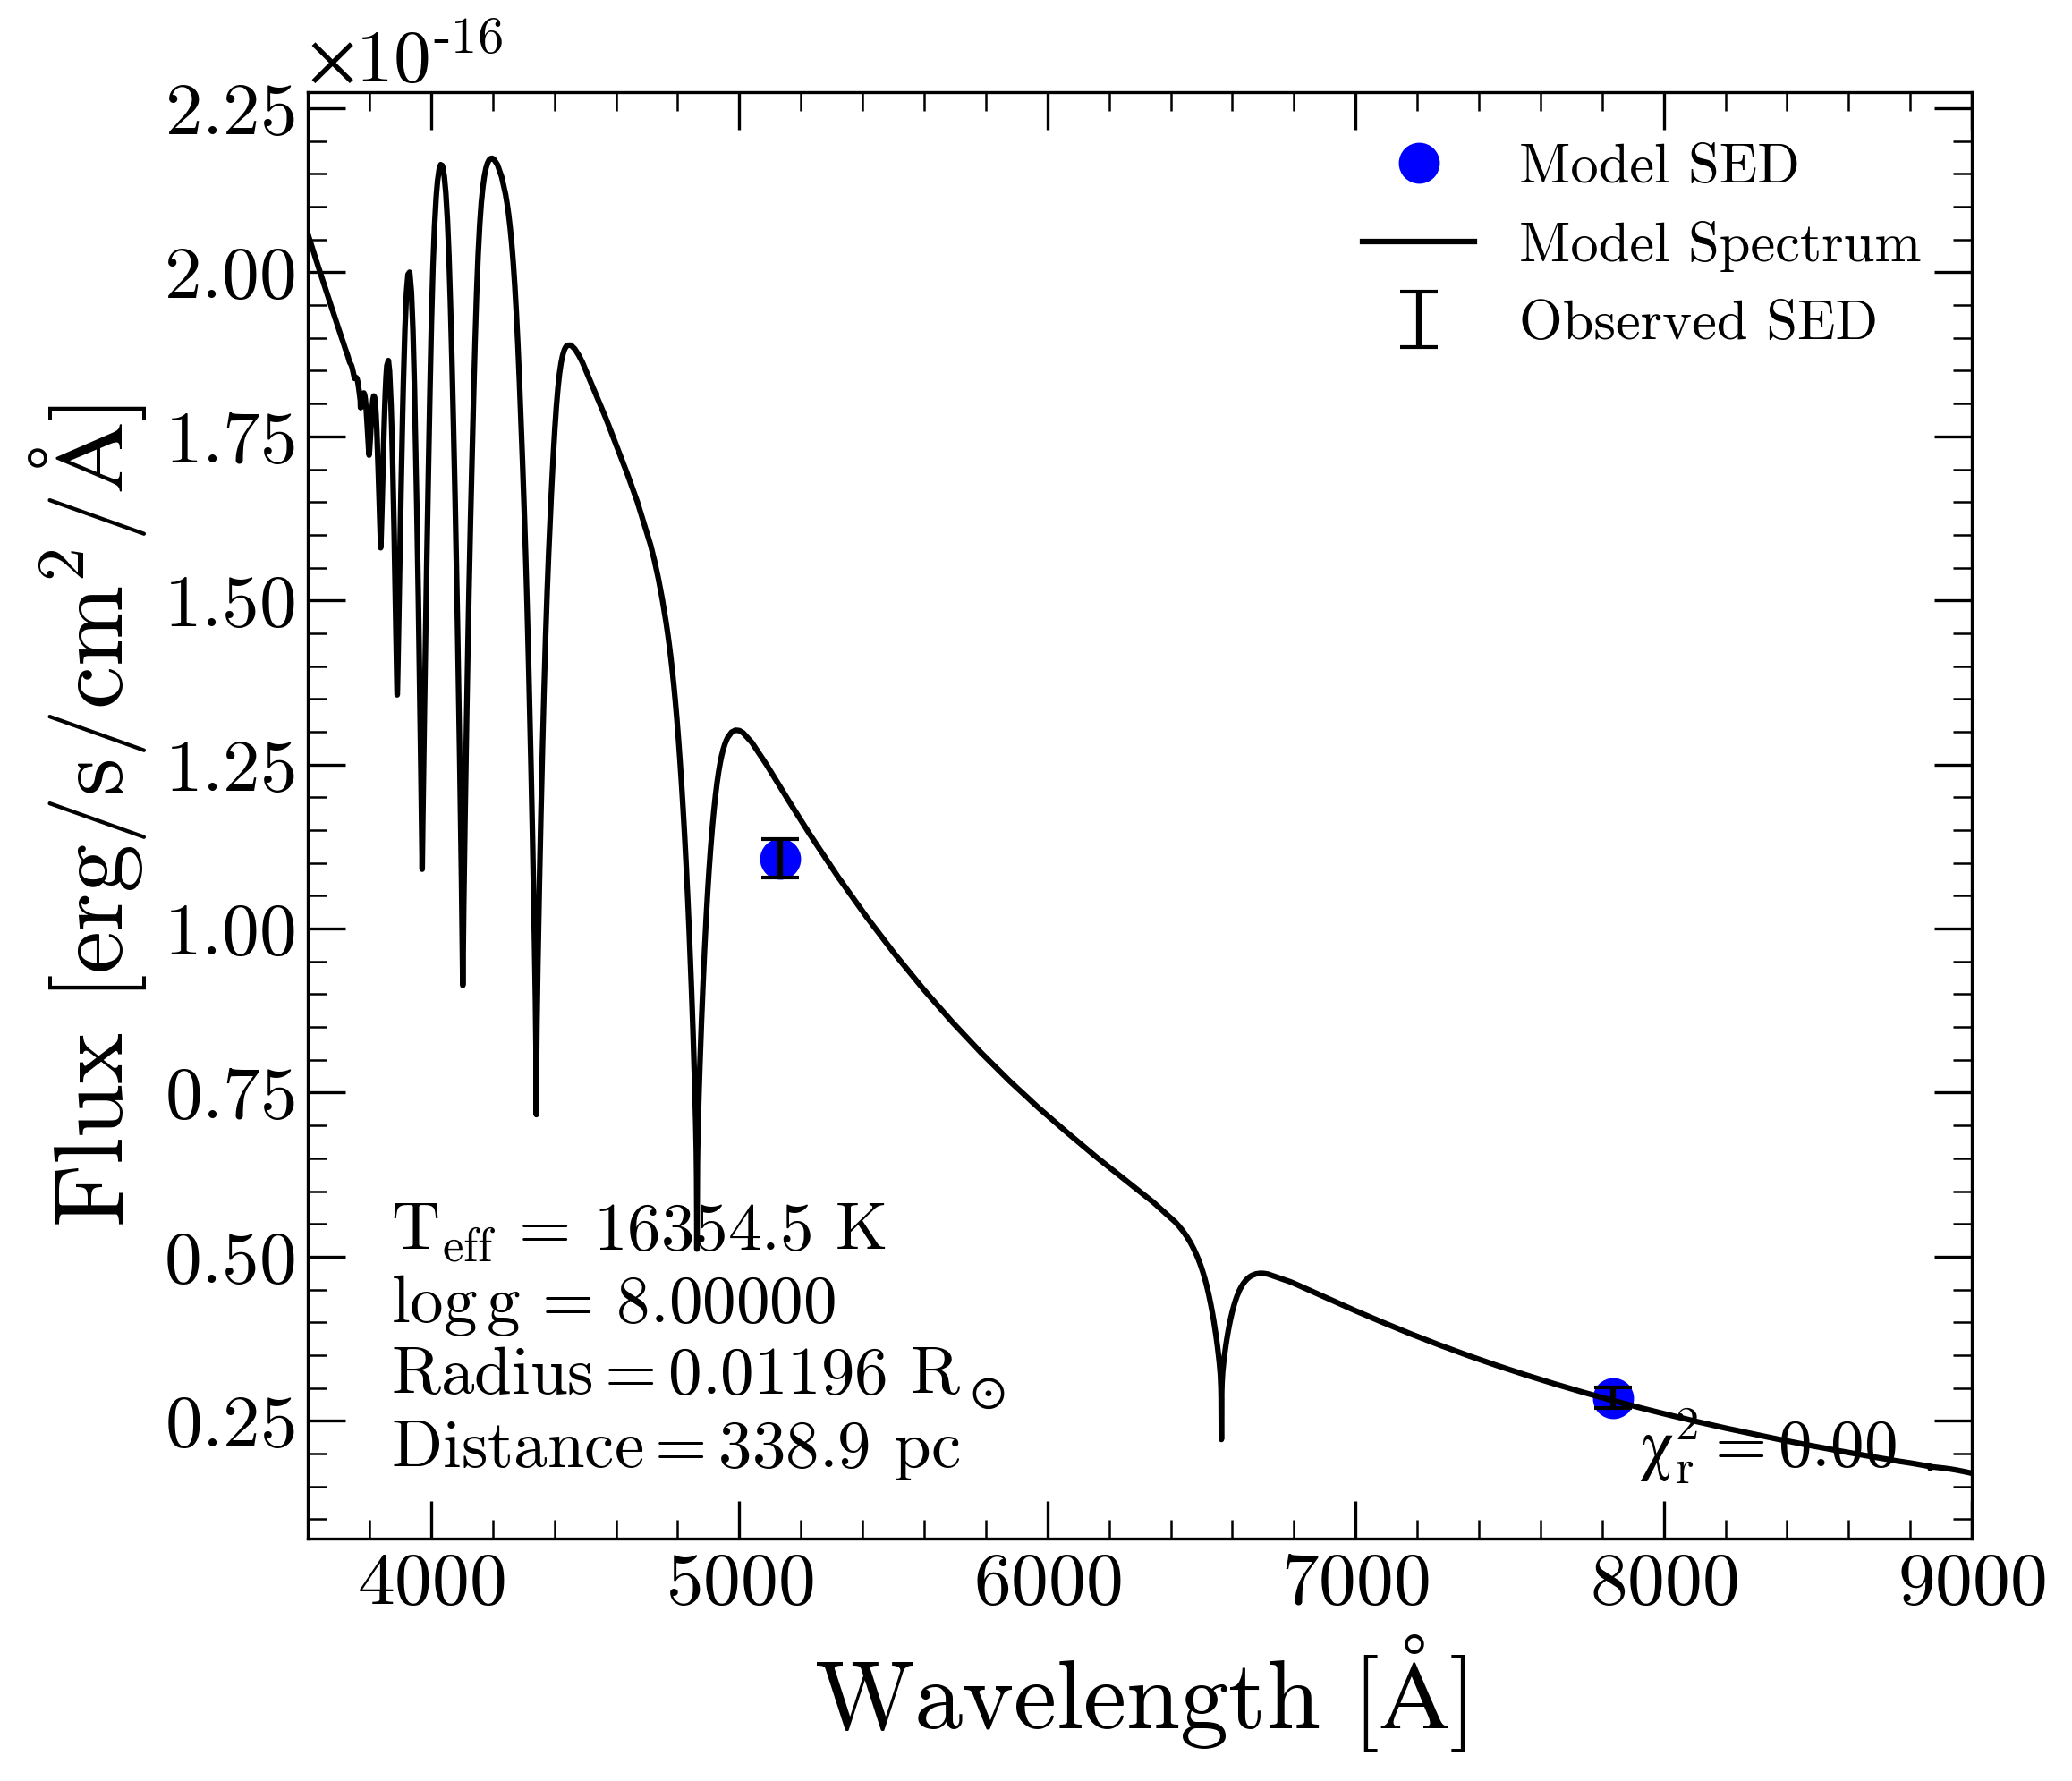 ×10⁻¹⁶
2.25
2.00
1.75
1.50
1.25
1.00
0.75
0.50
0.25
Flux [erg/s/cm²/Å]
Model SED
Model Spectrum
Observed SED
T_eff = 16354.5 K
log g = 8.00000
Radius = 0.01196 R_⊙
Distance = 338.9 pc
χ_r² = 0.00
4000 5000 6000 7000 8000 9000
Wavelength [Å]